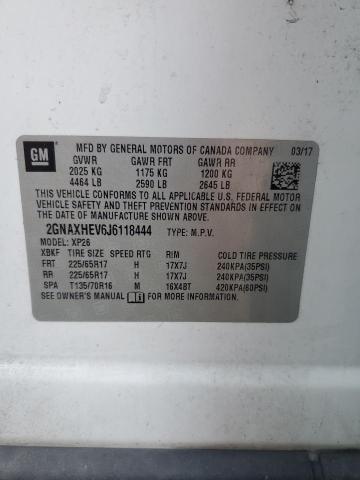 GM
MFD BY GENERAL MOTORS OF CANADA COMPANY 03/17
GVWR GAWR FRT GAWR RR
2025 KG 1175 KG 1200 KG
4464 LB 2590 LB 2645 LB
THIS VEHICLE CONFORMS TO ALL APPLICABLE U.S. FEDERAL MOTOR
VEHICLE SAFETY AND THEFT PREVENTION STANDARDS IN EFFECT ON
THE DATE OF MANUFACTURE SHOWN ABOVE.
2GNAXHEV6J6118444 TYPE: M.P.V.
MODEL: XP26
XBKF TIRE SIZE SPEED RTG RIM COLD TIRE PRESSURE
FRT 225/65R17 H 17X7J 240KPA(35PSI)
RR 225/65R17 H 17X7J 240KPA(35PSI)
SPA T135/70R16 M 16X4BT 420KPA(60PSI)
SEE OWNER'S MANUAL FOR MORE INFORMATION.